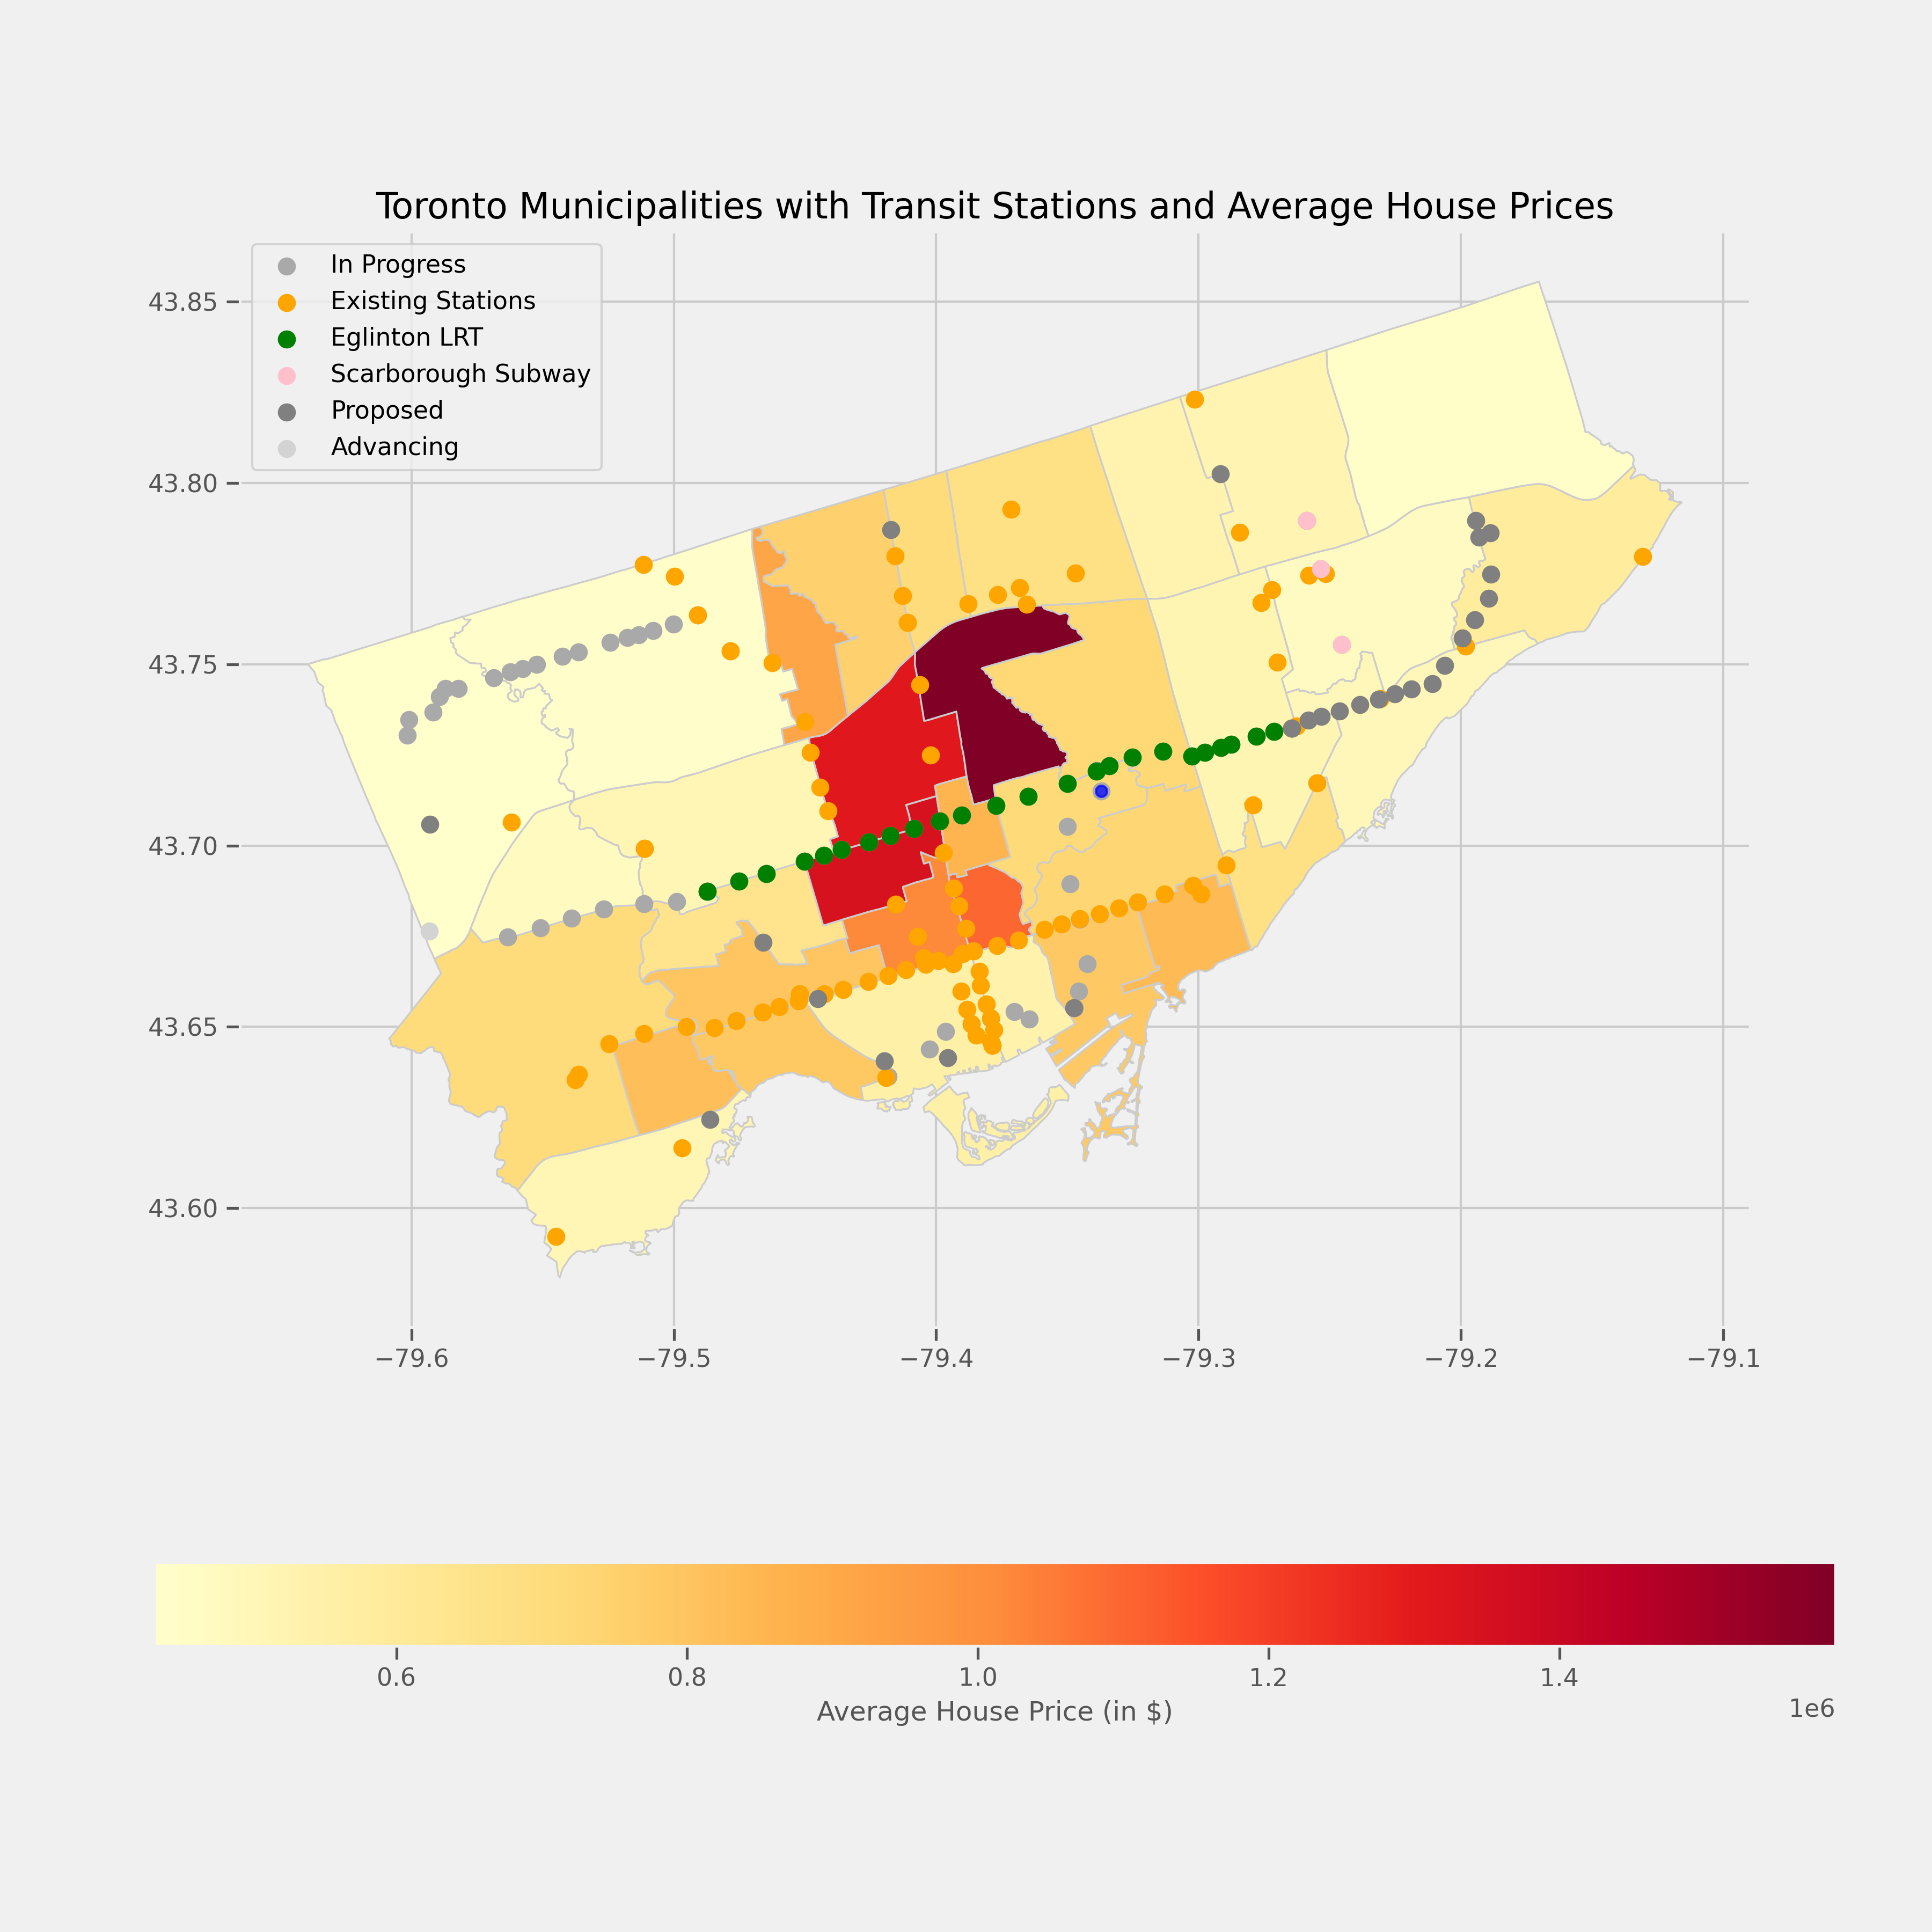 Toronto Municipalities with Transit Stations and Average House Prices
In Progress
Existing Stations
Eglinton LRT
Scarborough Subway
Proposed
Advancing
43.85
43.80
43.75
43.70
43.65
43.60
−79.6 −79.5 −79.4 −79.3 −79.2 −79.1
0.6 0.8 1.0 1.2 1.4
Average House Price (in $)
1e6